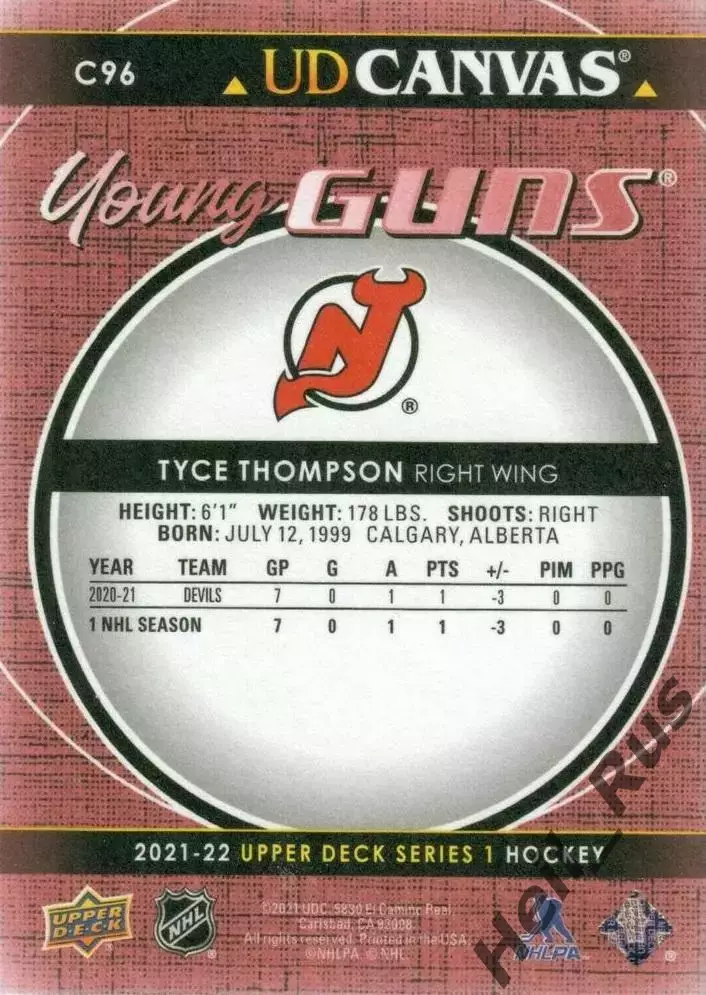 C96
UD CANVAS®
Young GUNS®
NJ
®
TYCE THOMPSON RIGHT WING
HEIGHT: 6'1" WEIGHT: 178 LBS. SHOOTS: RIGHT
BORN: JULY 12, 1999 CALGARY, ALBERTA
YEAR TEAM GP G A PTS +/- PIM PPG
2020-21 DEVILS 7 0 1 1 -3 0 0
1 NHL SEASON 7 0 1 1 -3 0 0
2021-22 UPPER DECK SERIES 1 HOCKEY
UPPER DECK
NHL ®
©2021 UDC. 5830 El Camino Real,
Carlsbad, CA 92008.
All rights reserved. Printed in the USA.
©NHLPA ©NHL
NHLPA
®
Hell_Rus